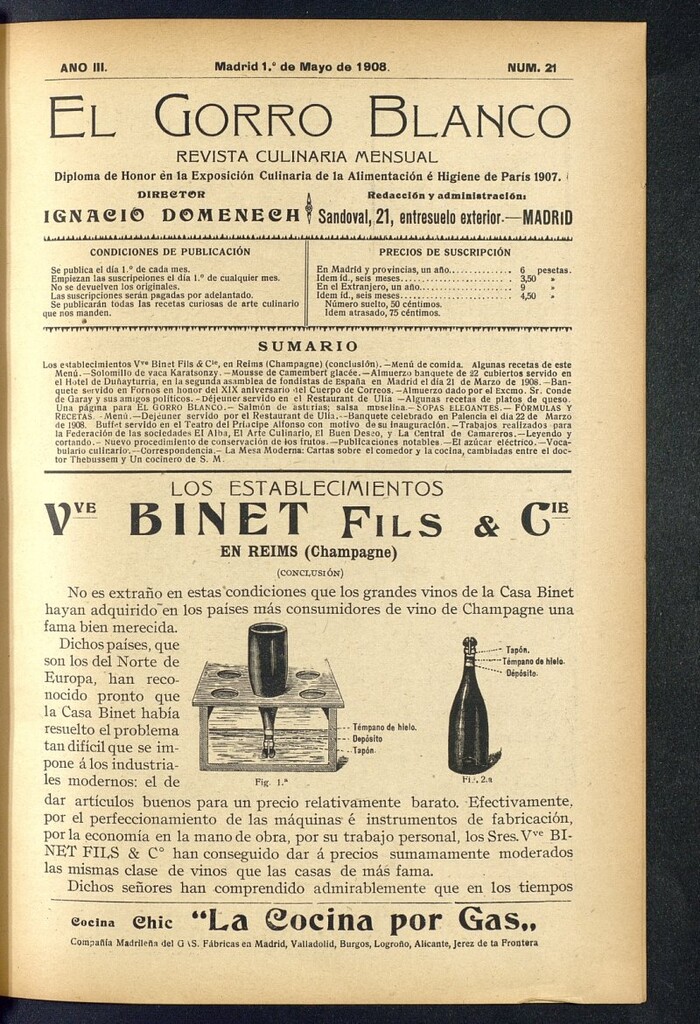 AÑO III.
Madrid 1.º de Mayo de 1908.
NUM. 21
EL GORRO BLANCO
REVISTA CULINARIA MENSUAL
Diploma de Honor èn la Exposición Culinaria de la Alimentación é Higiene de París 1907.
DIRECTOR
IGNACIO DOMENECH
Redacción y administración:
Sandoval, 21, entresuelo exterior.—MADRID
CONDICIONES DE PUBLICACIÓN
Se publica el día 1.º de cada mes.
Empiezan las suscripciones el día 1.º de cualquier mes.
No se devuelven los originales.
Las suscripciones serán pagadas por adelantado.
Se publicarán todas las recetas curiosas de arte culinario
que nos manden.
PRECIOS DE SUSCRIPCIÓN
En Madrid y provincias, un año.............. 6 pesetas.
Idem íd., seis meses.......................... 3,50 »
En el Extranjero, un año..................... 9 »
Idem íd., seis meses.......................... 4,50 »
Número suelto, 50 céntimos.
Idem atrasado, 75 céntimos.
SUMARIO
Los establecimientos Vve Binet Fils & Cie, en Reims (Champagne) (conclusión).—Menú de comida. Algunas recetas de este
Menú.—Solomillo de vaca Karatsonzy.—Mousse de Camembert glacée.—Almuerzo banquete de 22 cubiertos servido en
el Hotel de Duñayturria, en la segunda asamblea de fondistas de España en Madrid el día 21 de Marzo de 1908.—Ban-
quete servido en Fornos en honor del XIX aniversario del Cuerpo de Correos.—Almuerzo dado por el Excmo. Sr. Conde
de Garay y sus amigos políticos.—Déjeuner servido en el Restaurant de Ulía—Algunas recetas de platos de queso.
Una página para EL GORRO BLANCO.—Salmón de asturias; salsa muselina.—SOPAS ELEGANTES.—FÓRMULAS Y
RECETAS.—Menú.—Dejeuner servido por el Restaurant de Ulía.—Banquete celebrado en Palencia el día 22 de Marzo
de 1908. Buffet servido en el Teatro del Príncipe Alfonso con motivo de su inauguración.—Trabajos realizados para
la Federación de las sociedades El Alba, El Arte Culinario, El Buen Deseo, y La Central de Camareros.—Leyendo y
cortando.—Nuevo procedimiento de conservación de los frutos.—Publicaciones notables—El azúcar eléctrico.—Voca-
bulario culinario.—Correspondencia.—La Mesa Moderna: Cartas sobre el comedor y la cocina, cambiadas entre el doc-
tor Thebussem y Un cocinero de S. M.
LOS ESTABLECIMIENTOS
VVE BINET FILS & CIE
EN REIMS (Champagne)
(CONCLUSIÓN)
No es extraño en estas condiciones que los grandes vinos de la Casa Binet
hayan adquirido en los países más consumidores de vino de Champagne una
fama bien merecida.
Dichos países, que
son los del Norte de
Europa, han reco-
nocido pronto que
la Casa Binet había
resuelto el problema
tan difícil que se im-
pone á los industria-
les modernos: el de
Témpano de hielo.
Depósito
Tapón.
Fig. 1.ª
Tapón.
Témpano de hielo.
Depósito.
Fig. 2.ª
dar artículos buenos para un precio relativamente barato. Efectivamente,
por el perfeccionamiento de las máquinas é instrumentos de fabricación,
por la economía en la mano de obra, por su trabajo personal, los Sres. Vve BI-
NET FILS & Cº han conseguido dar á precios sumamamente moderados
las mismas clase de vinos que las casas de más fama.
Dichos señores han comprendido admirablemente que en los tiempos
Cocina Chic "La Cocina por Gas„
Compañía Madrileña del GAS. Fábricas en Madrid, Valladolid, Burgos, Logroño, Alicante, Jerez de la Frontera